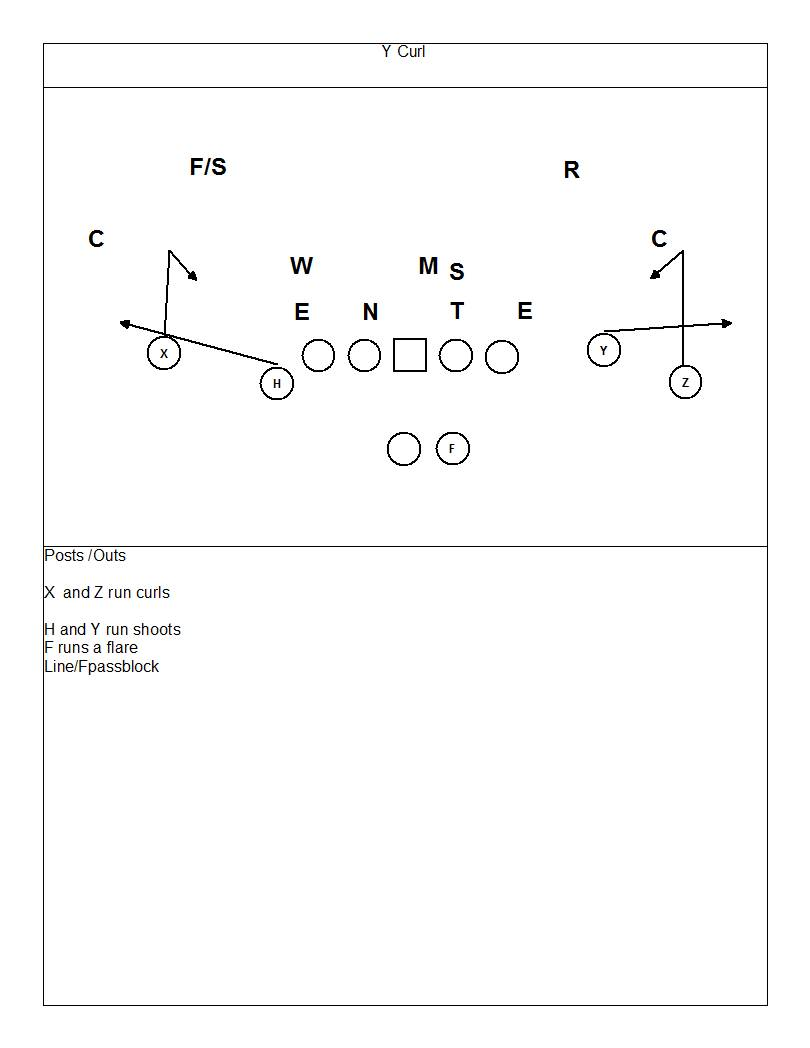 Y Curl
F/S R
C C
W M S
E N T E
X H Y Z
F
Posts /Outs
X and Z run curls
H and Y run shoots
F runs a flare
Line/Fpassblock